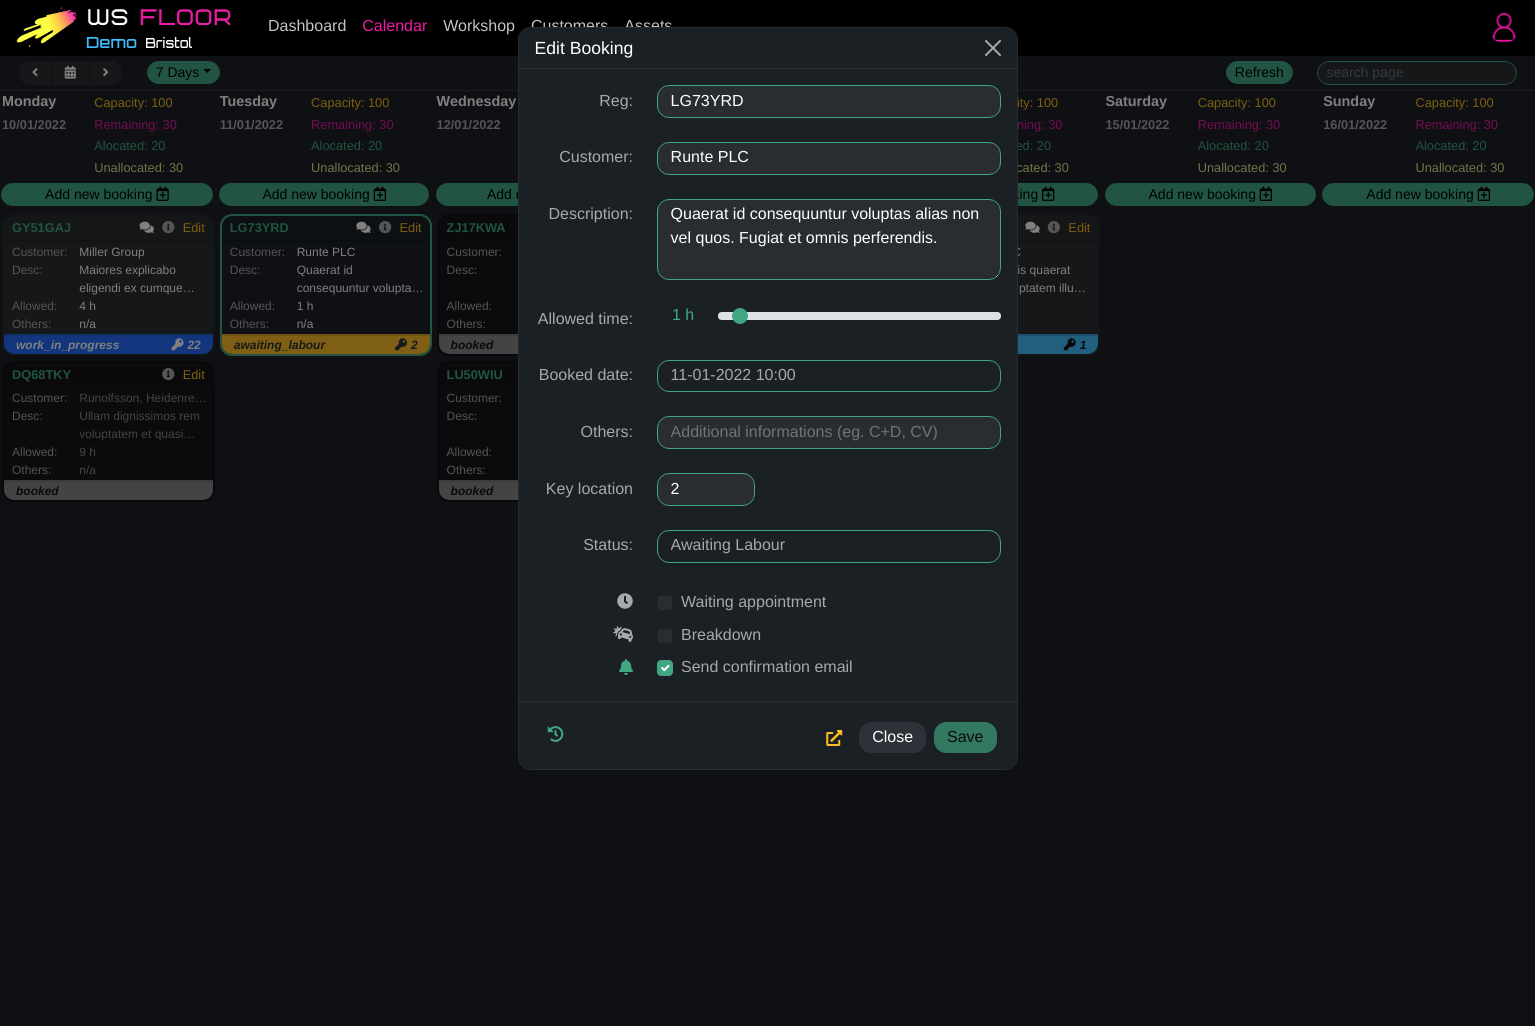 WS FLOOR
Demo Bristol
Dashboard Calendar Workshop Customers Assets
7 Days
Refresh
search page
Monday
10/01/2022
Capacity: 100
Remaining: 30
Alocated: 20
Unallocated: 30
Add new booking
GY51GAJ Edit
Customer: Miller Group
Desc: Maiores explicabo
eligendi ex cumque…
Allowed: 4 h
Others: n/a
work_in_progress 22
DQ68TKY Edit
Customer: Runolfsson, Heidenre…
Desc: Ullam dignissimos rem
voluptatem et quasi…
Allowed: 9 h
Others: n/a
booked
Tuesday
11/01/2022
Capacity: 100
Remaining: 30
Alocated: 20
Unallocated: 30
Add new booking
LG73YRD Edit
Customer: Runte PLC
Desc: Quaerat id
consequuntur volupta…
Allowed: 1 h
Others: n/a
awaiting_labour 2
Wednesday
12/01/2022
Add n
ZJ17KWA
Customer:
Desc:
Allowed:
Others:
booked
LU50WIU
Customer:
Desc:
Allowed:
Others:
booked
Edit Booking
Reg: LG73YRD
Customer: Runte PLC
Description: Quaerat id consequuntur voluptas alias non
vel quos. Fugiat et omnis perferendis.
Allowed time: 1 h
Booked date: 11-01-2022 10:00
Others: Additional informations (eg. C+D, CV)
Key location 2
Status: Awaiting Labour
Waiting appointment
Breakdown
Send confirmation email
Close Save
ity: 100
ning: 30
ed: 20
cated: 30
king
Edit
C
is quaerat
ptatem illu…
1
Saturday
15/01/2022
Capacity: 100
Remaining: 30
Alocated: 20
Unallocated: 30
Add new booking
Sunday
16/01/2022
Capacity: 100
Remaining: 30
Alocated: 20
Unallocated: 30
Add new booking